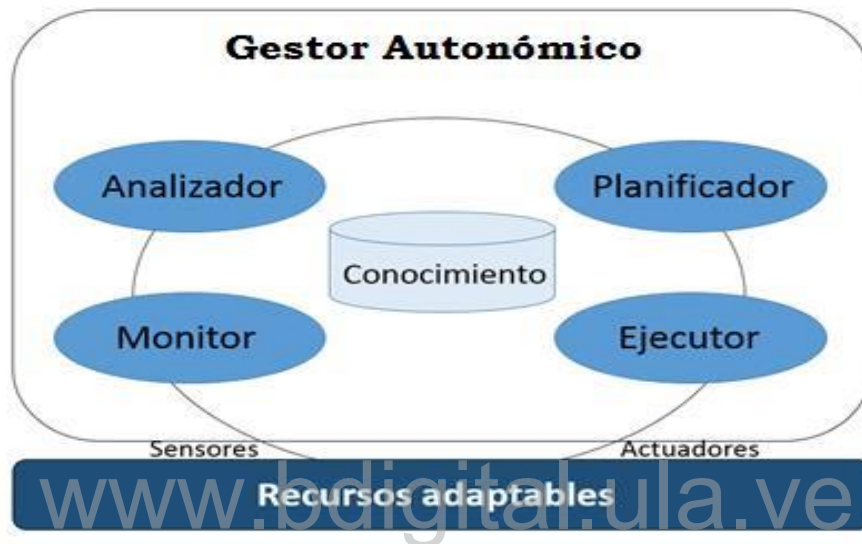 Gestor Autonómico
Analizador
Planificador
Conocimiento
Monitor
Ejecutor
Sensores
Actuadores
Recursos adaptables
www.bdigital.ula.ve